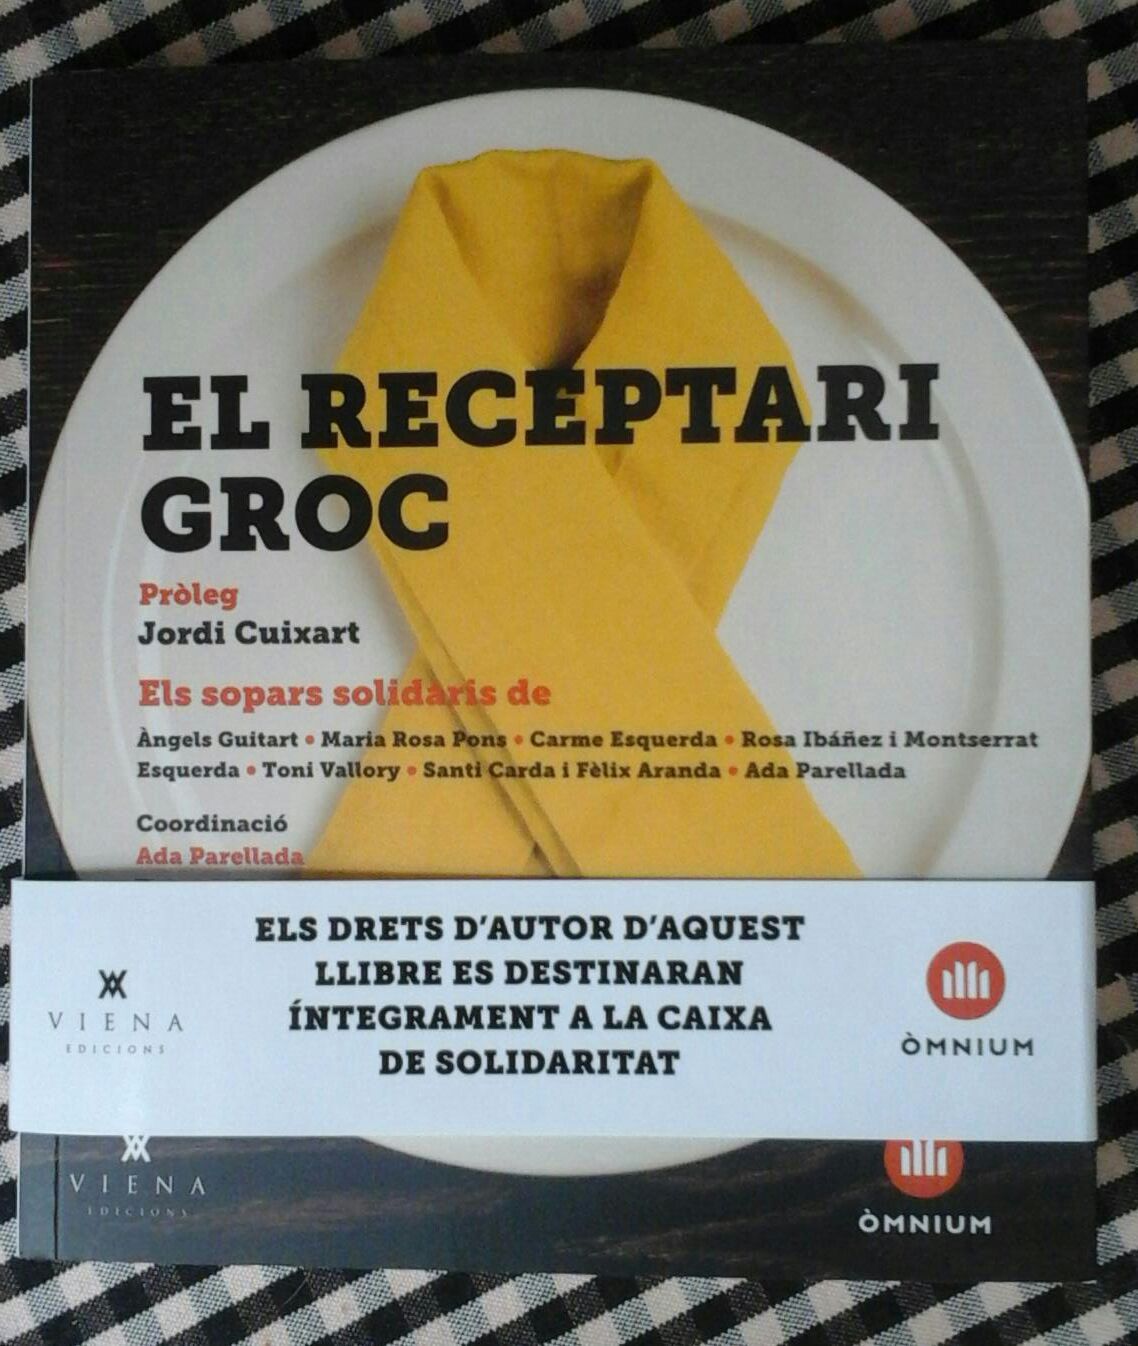 EL RECEPTARI
GROC
Pròleg
Jordi Cuixart
Els sopars solidaris de
Àngels Guitart • Maria Rosa Pons • Carme Esquerda • Rosa Ibáñez i Montserrat
Esquerda • Toni Vallory • Santi Carda i Fèlix Aranda • Ada Parellada
Coordinació
Ada Parellada
ELS DRETS D'AUTOR D'AQUEST
LLIBRE ES DESTINARAN
ÍNTEGRAMENT A LA CAIXA
DE SOLIDARITAT
VIENA
EDICIONS
ÒMNIUM
VIENA
EDICIONS
ÒMNIUM